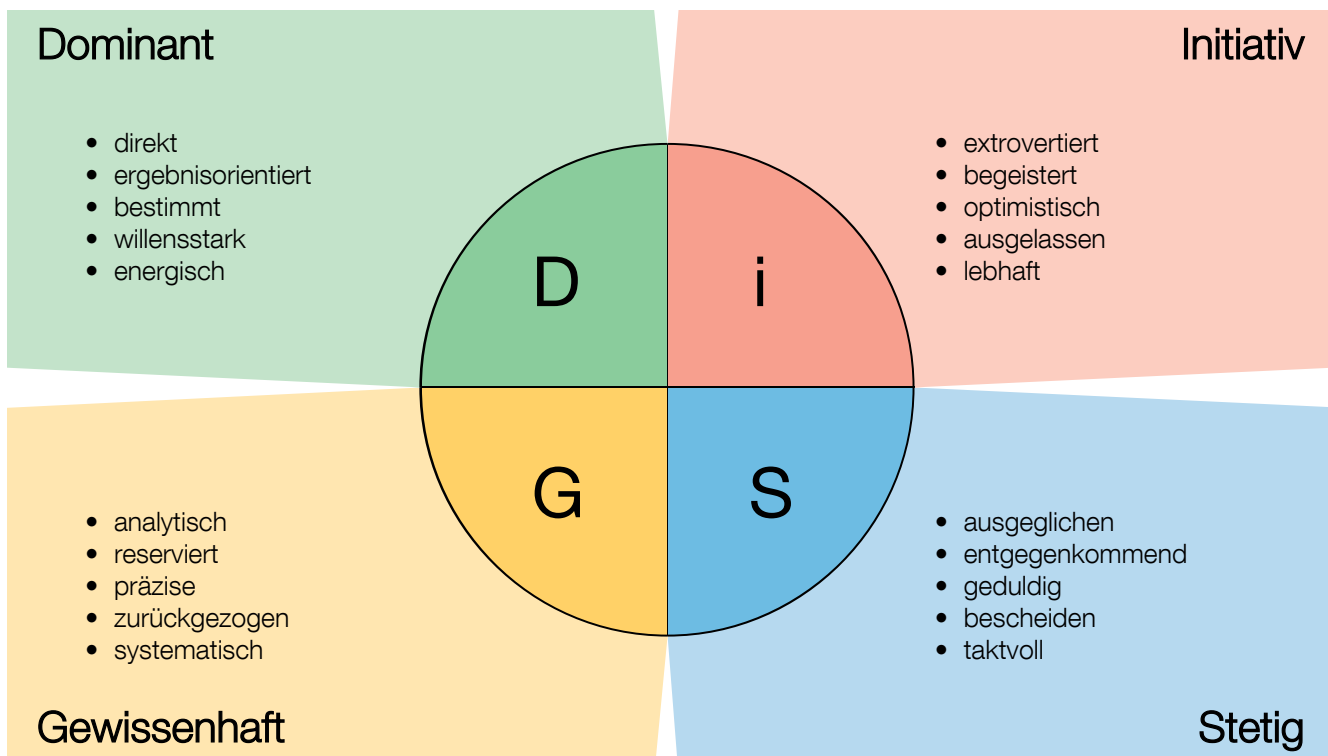 Dominant
direkt
ergebnisorientiert
bestimmt
willensstark
energisch
Initiativ
extrovertiert
begeistert
optimistisch
ausgelassen
lebhaft
D
i
G
S
analytisch
reserviert
präzise
zurückgezogen
systematisch
Gewissenhaft
ausgeglichen
entgegenkommend
geduldig
bescheiden
taktvoll
Stetig